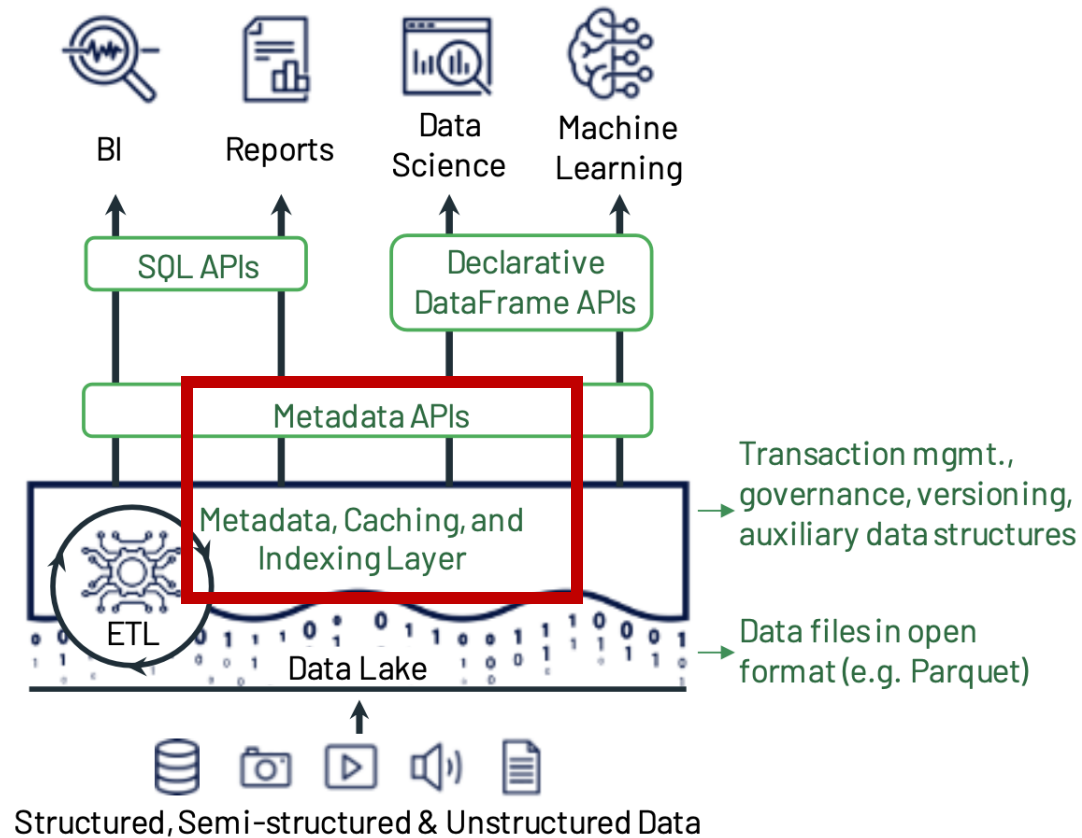 BI
Reports
Data
Science
Machine
Learning
SQL APIs
Declarative
DataFrame APIs
Metadata APIs
Metadata, Caching, and
Indexing Layer
Transaction mgmt.,
governance, versioning,
auxiliary data structures
ETL
Data Lake
Data files in open
format (e.g. Parquet)
Structured, Semi-structured & Unstructured Data